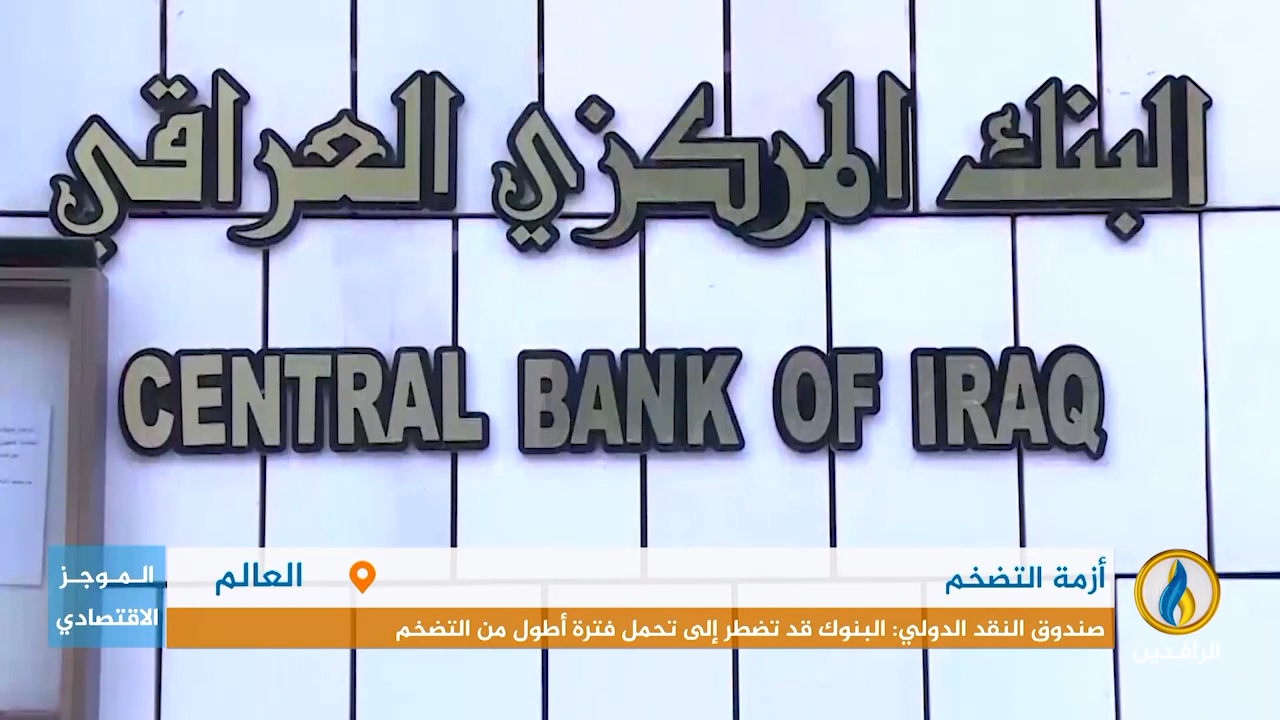 البنك المركزي العراقي
CENTRAL BANK OF IRAQ
أزمة التضخم
العالم
صندوق النقد الدولي: البنوك قد تضطر إلى تحمل فترة أطول من التضخم
الـمـوجـز
الاقتصادي
الرافدين